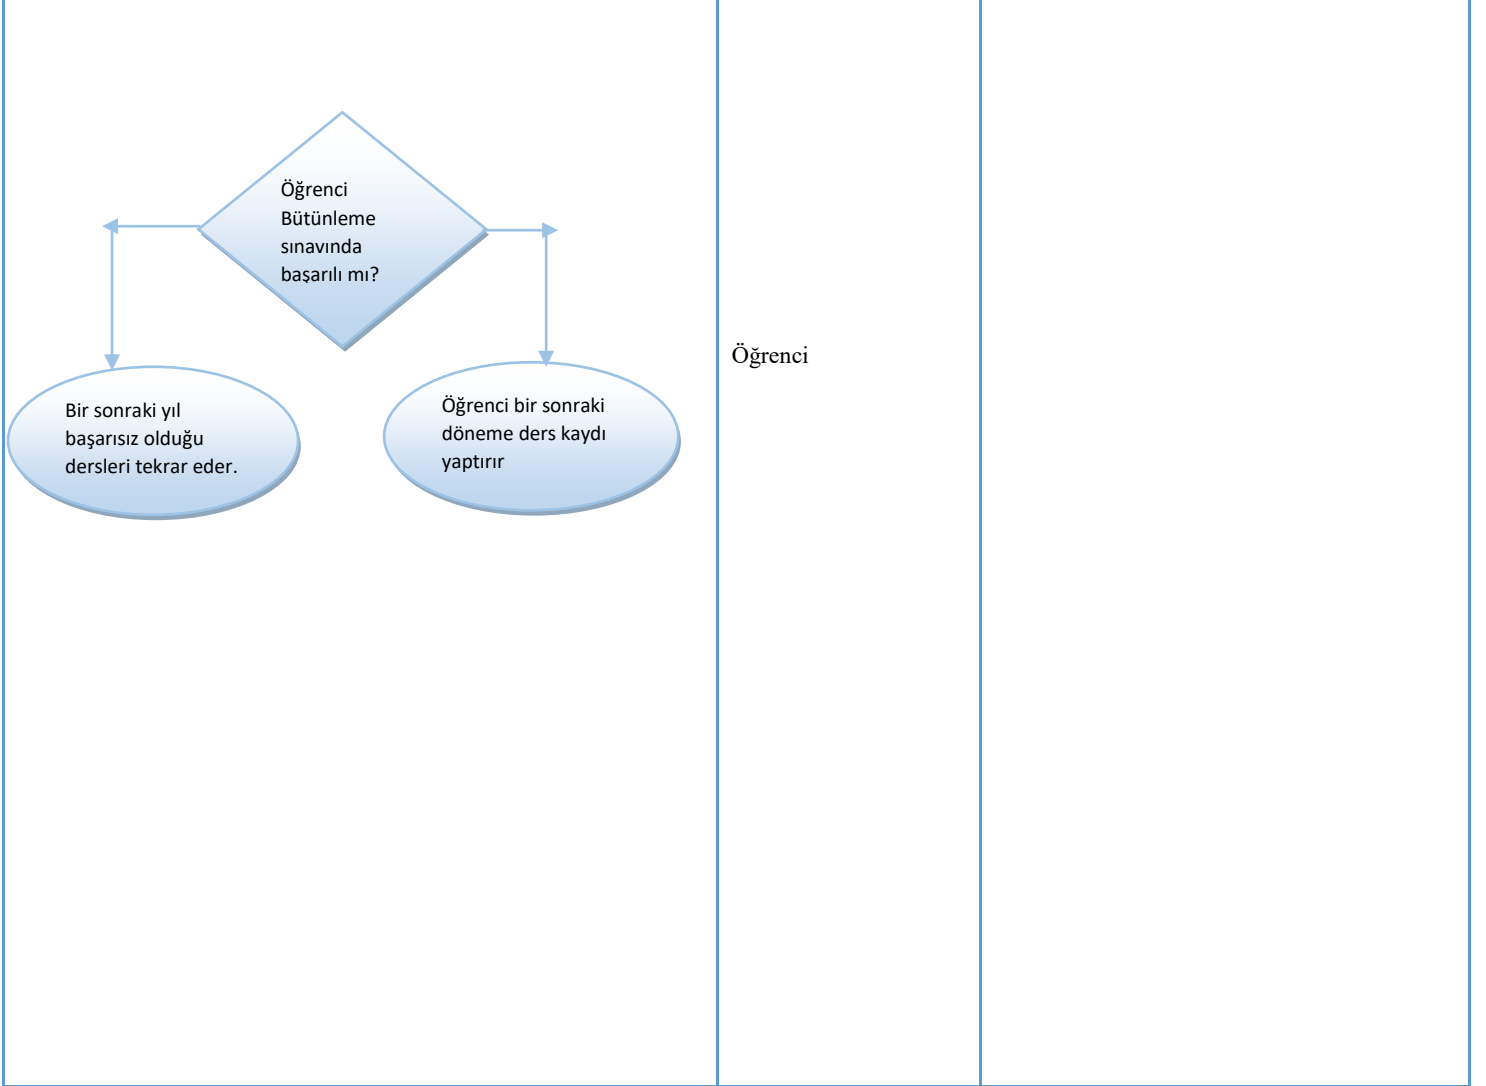 Öğrenci
Bütünleme
sınavında
başarılı mı?
Bir sonraki yıl
başarısız olduğu
dersleri tekrar eder.
Öğrenci bir sonraki
döneme ders kaydı
yaptırır
Öğrenci